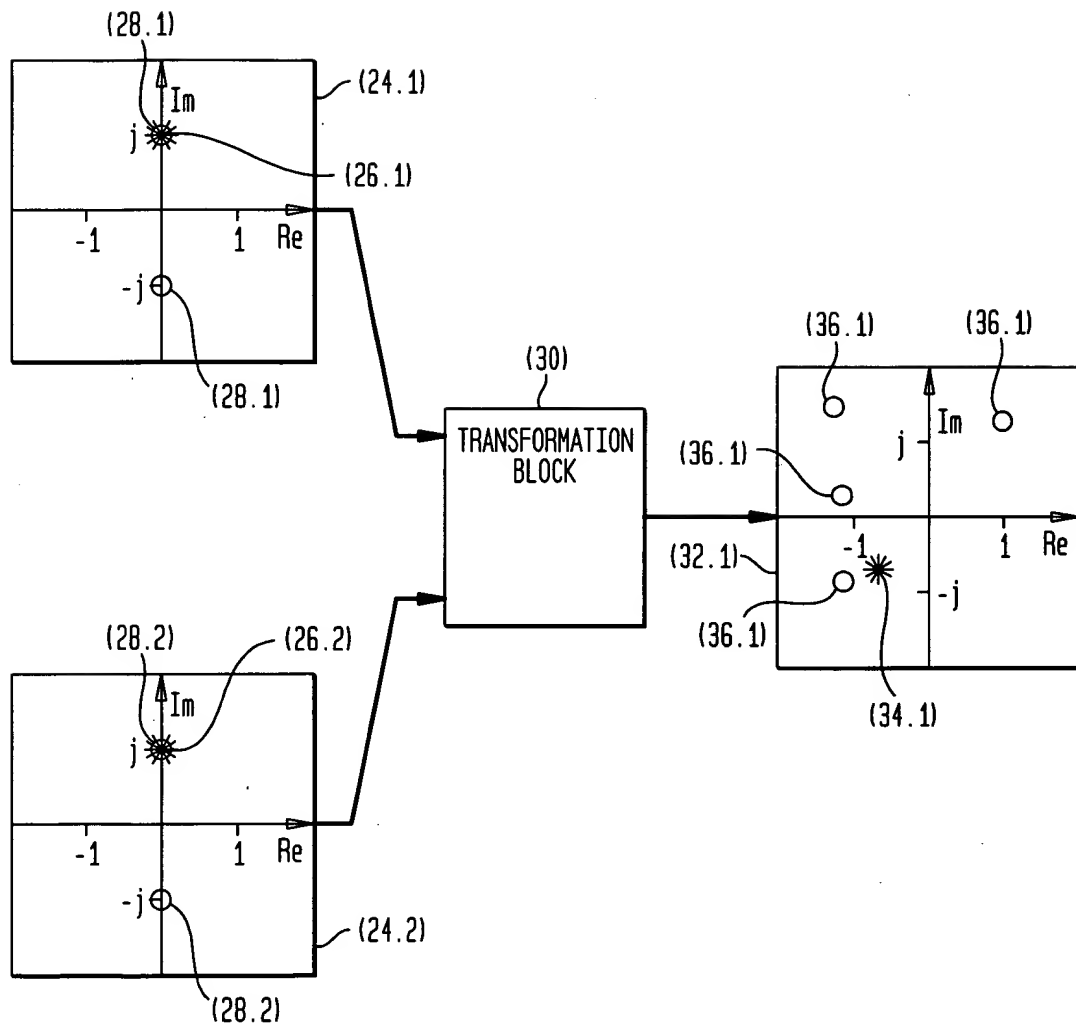 (28.1)
(24.1)
Im
j
(26.1)
-1
1
Re
-j
(28.1)
(30)
TRANSFORMATION
BLOCK
(36.1)
(36.1)
Im
j
(36.1)
-1
1
Re
(32.1)
-j
(36.1)
(34.1)
(28.2)
(26.2)
Im
j
-1
1
Re
-j
(24.2)
(28.2)